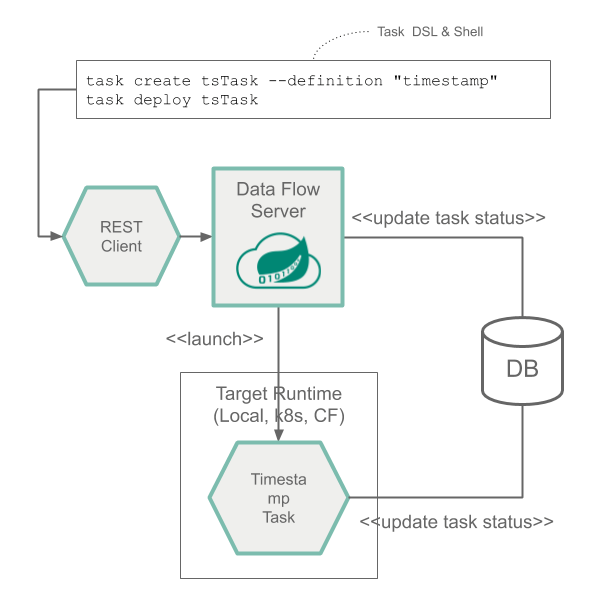 Task DSL & Shell
task create tsTask --definition "timestamp"
task deploy tsTask
REST
Client
Data Flow
Server
<<update task status>>
<<launch>>
DB
Target Runtime
(Local, k8s, CF)
Timesta
mp
Task
<<update task status>>